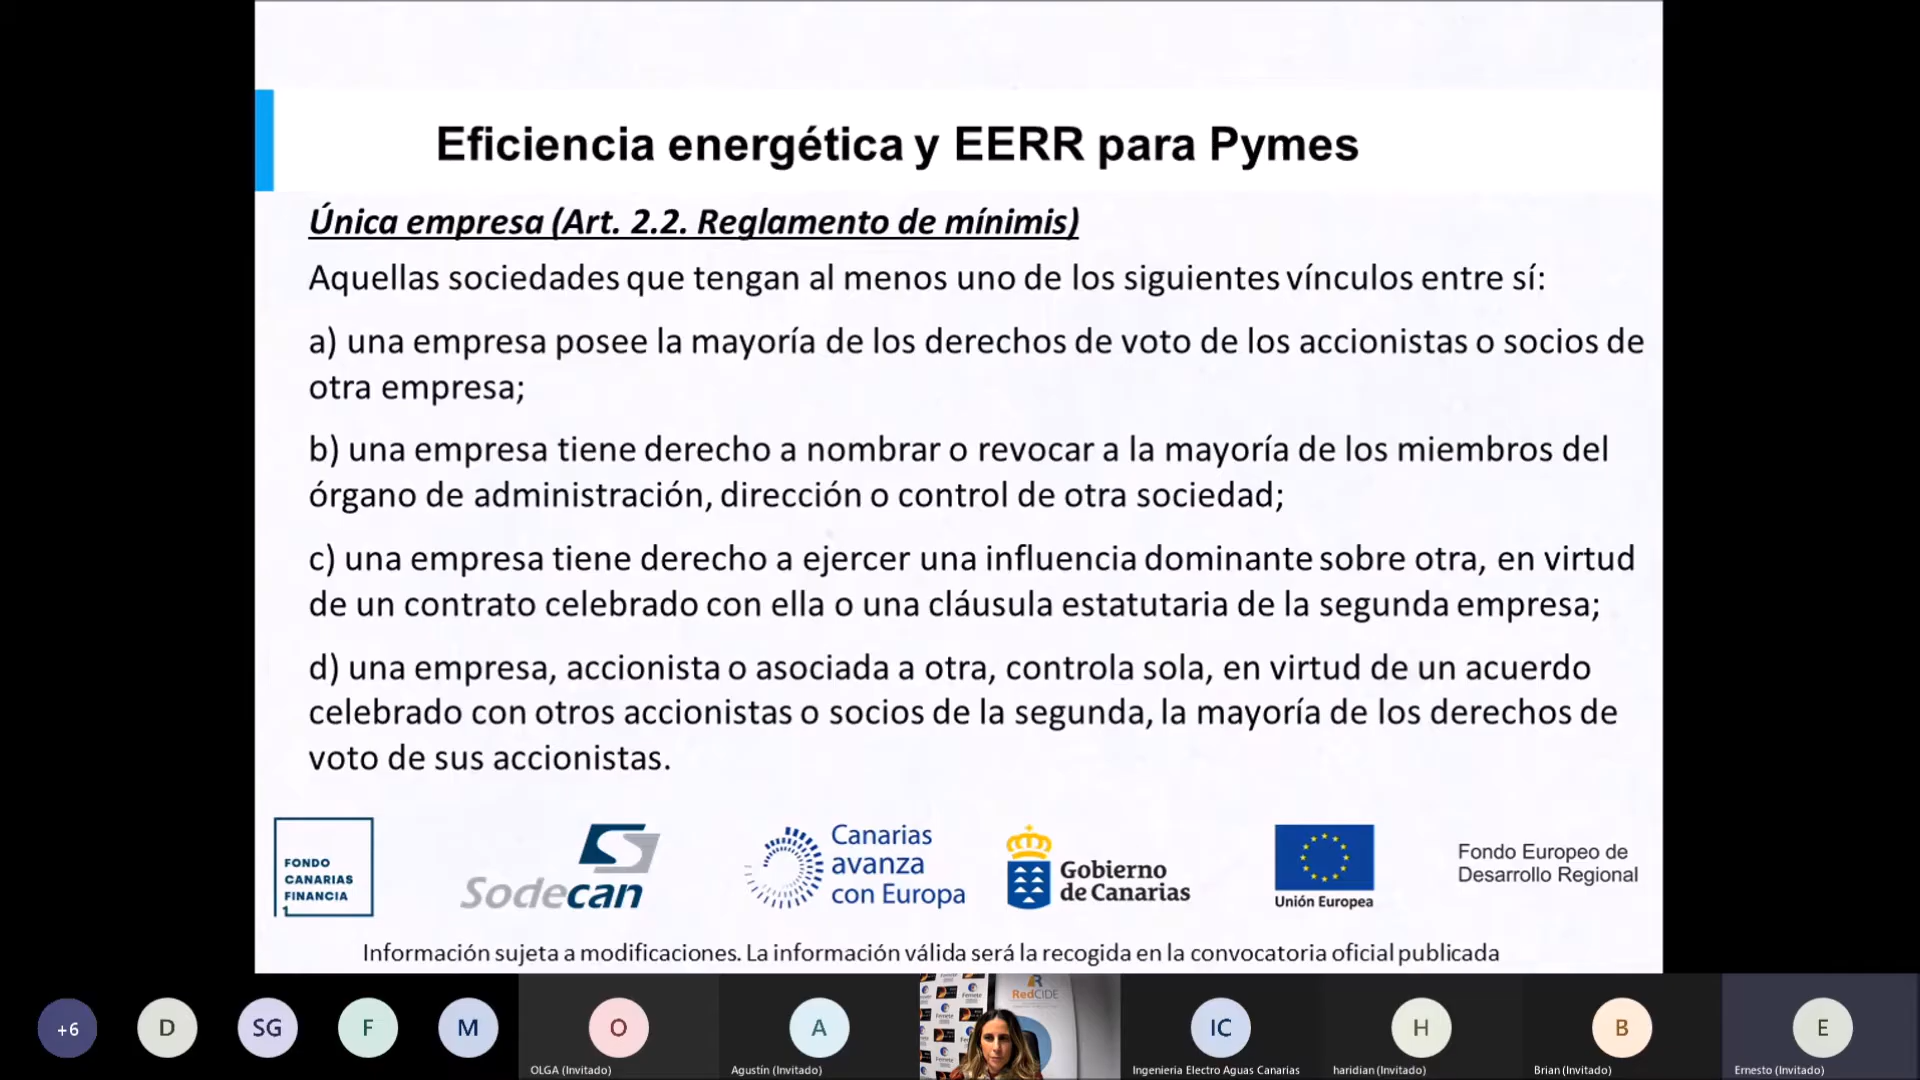 Eficiencia energética y EERR para Pymes
Única empresa (Art. 2.2. Reglamento de mínimis)
Aquellas sociedades que tengan al menos uno de los siguientes vínculos entre sí:
a) una empresa posee la mayoría de los derechos de voto de los accionistas o socios de
otra empresa;
b) una empresa tiene derecho a nombrar o revocar a la mayoría de los miembros del
órgano de administración, dirección o control de otra sociedad;
c) una empresa tiene derecho a ejercer una influencia dominante sobre otra, en virtud
de un contrato celebrado con ella o una cláusula estatutaria de la segunda empresa;
d) una empresa, accionista o asociada a otra, controla sola, en virtud de un acuerdo
celebrado con otros accionistas o socios de la segunda, la mayoría de los derechos de
voto de sus accionistas.
FONDO
CANARIAS
FINANCIA
1
Sodecan
Canarias
avanza
con Europa
Gobierno
de Canarias
Unión Europea
Fondo Europeo de
Desarrollo Regional
Información sujeta a modificaciones. La información válida será la recogida en la convocatoria oficial publicada
+6
D
SG
F
M
O
OLGA (Invitado)
A
Agustín (Invitado)
RedCIDE
Femete
IC
Ingenieria Electro Aguas Canarias
H
haridian (Invitado)
B
Brian (Invitado)
E
Ernesto (Invitado)